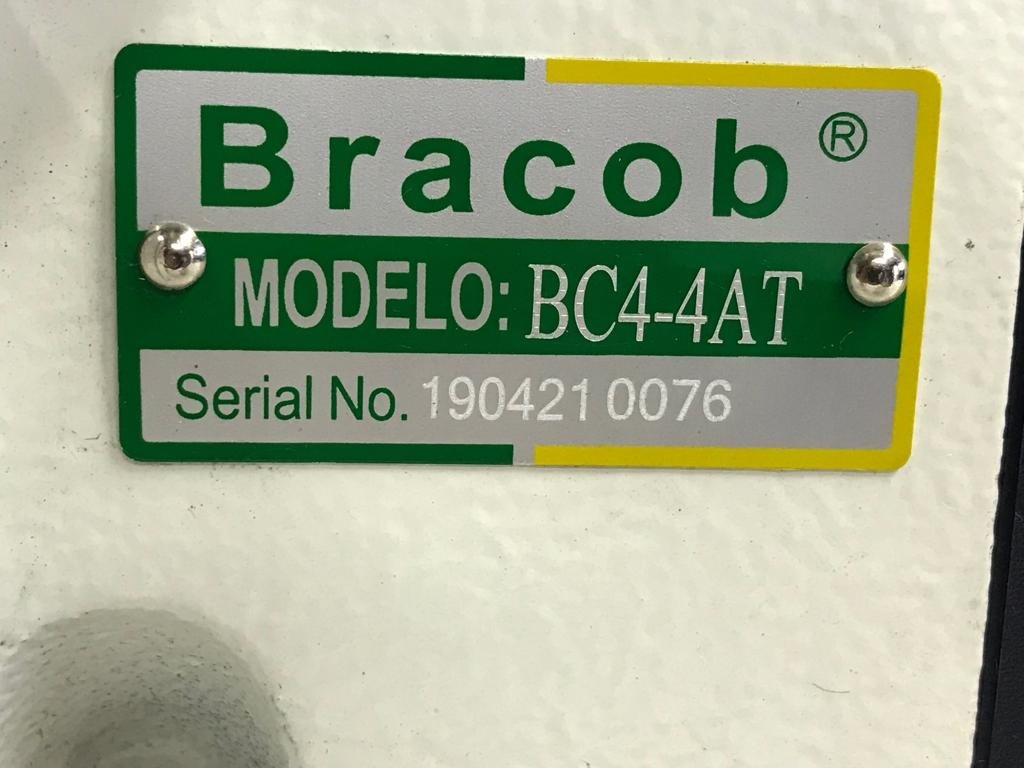 Bracob ®
MODELO: BC4-4AT
Serial No. 190421 0076